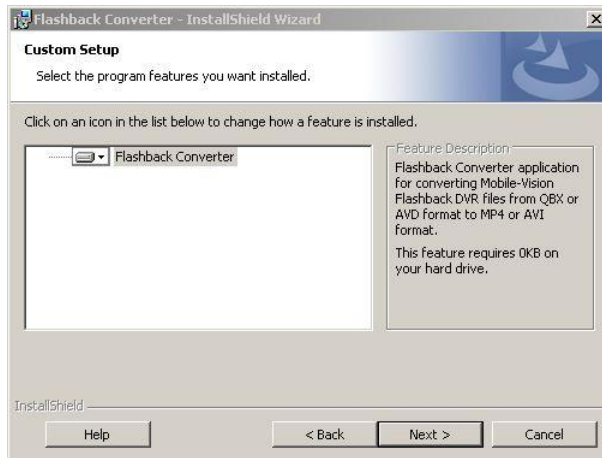 Flashback Converter - InstallShield Wizard
Custom Setup
Select the program features you want installed.
Click on an icon in the list below to change how a feature is installed.
Flashback Converter
Feature Description
Flashback Converter application
for converting Mobile-Vision
Flashback DVR files from QBX or
AVD format to MP4 or AVI
format.
This feature requires 0KB on
your hard drive.
InstallShield
Help
< Back
Next >
Cancel